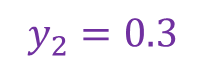 y₂ = 0.3